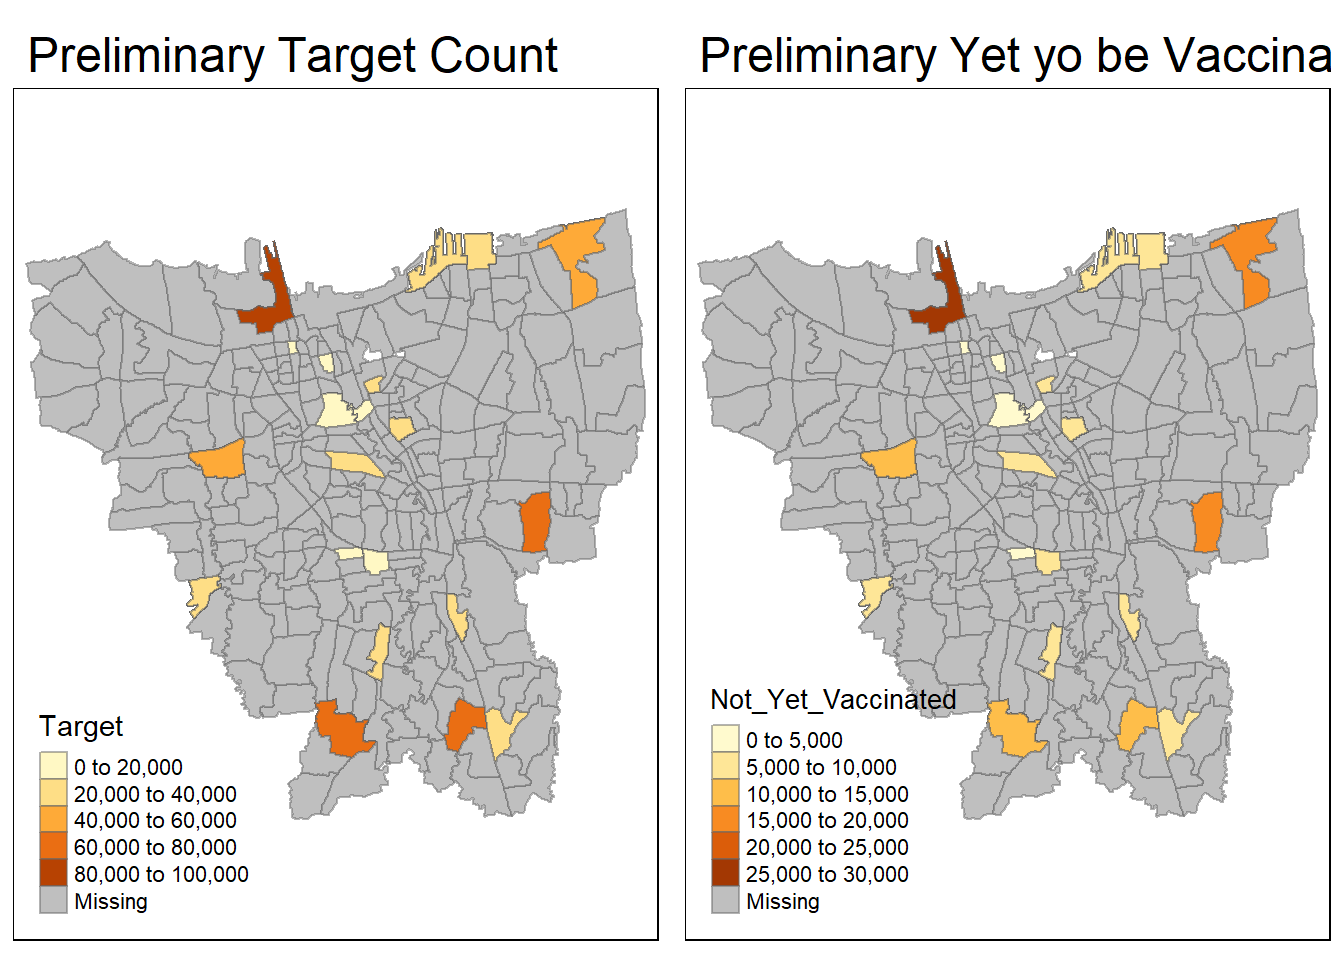 Preliminary Target Count
Preliminary Yet yo be Vaccina
Target
0 to 20,000
20,000 to 40,000
40,000 to 60,000
60,000 to 80,000
80,000 to 100,000
Missing
Not_Yet_Vaccinated
0 to 5,000
5,000 to 10,000
10,000 to 15,000
15,000 to 20,000
20,000 to 25,000
25,000 to 30,000
Missing